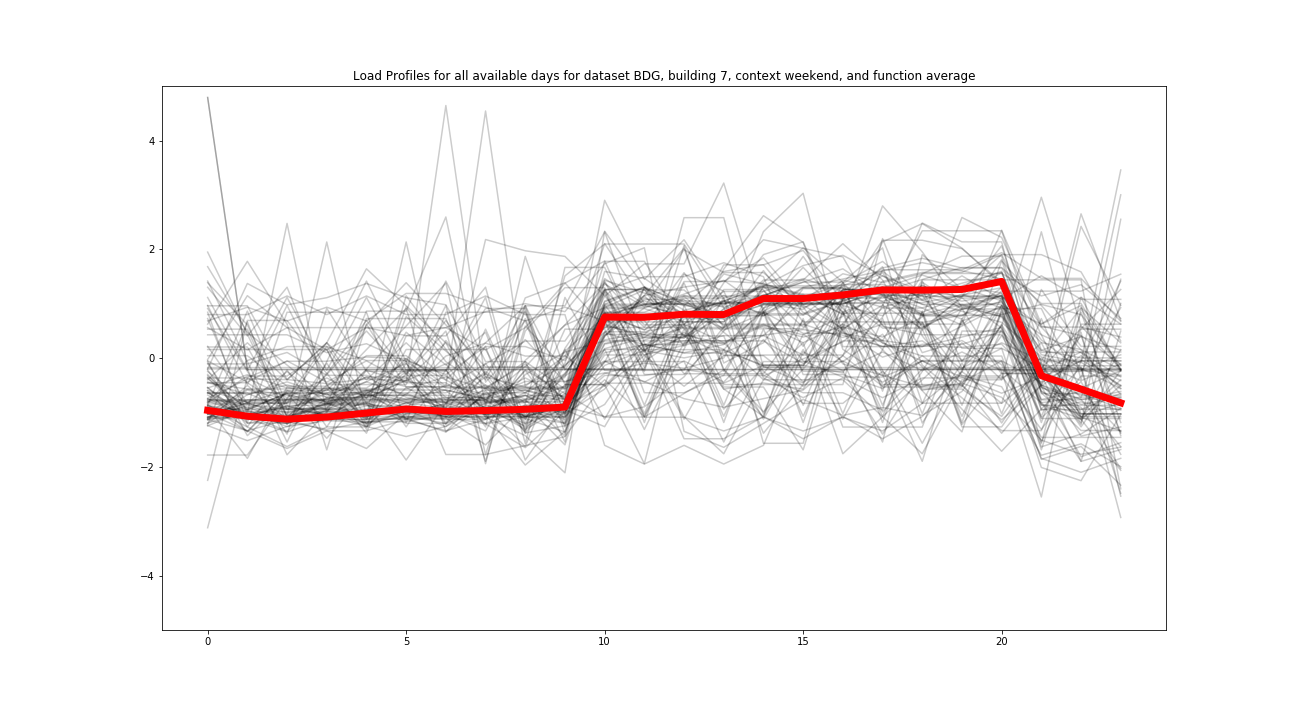 Load Profiles for all available days for dataset BDG, building 7, context weekend, and function average
4
2
0
−2
−4
0 5 10 15 20